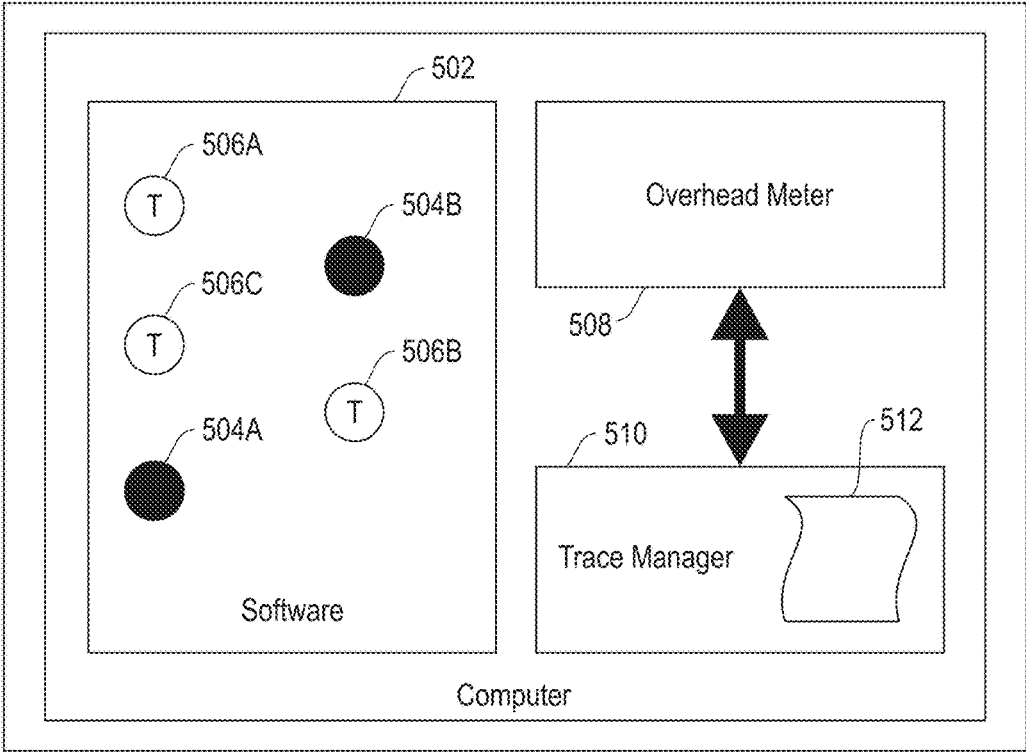 502
506A
T
504B
Overhead Meter
506C
T
508
506B
T
504A
510
512
Trace Manager
Software
Computer